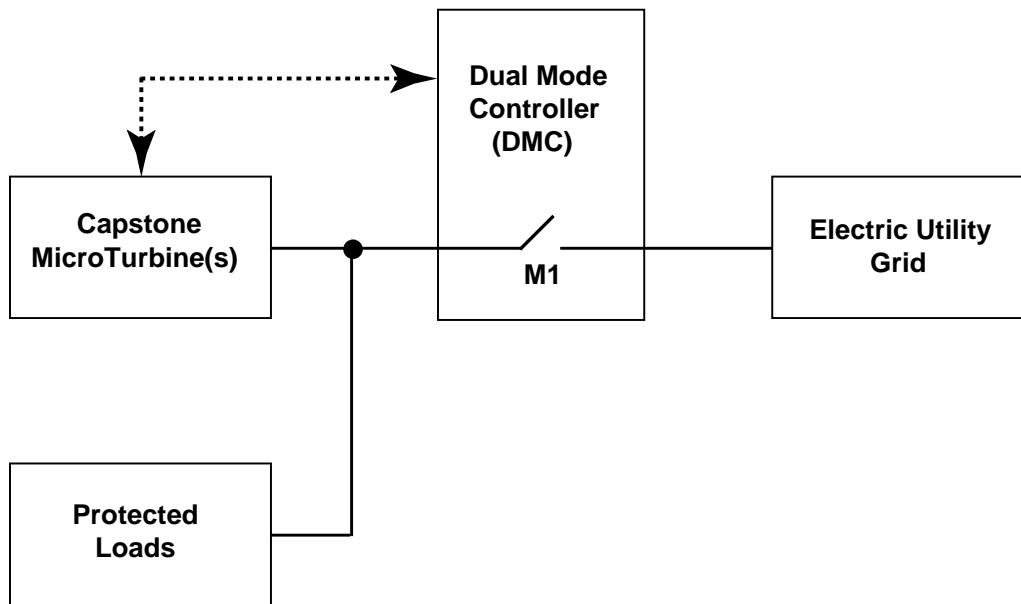 Dual Mode
Controller
(DMC)
Capstone
MicroTurbine(s)
M1
Electric Utility
Grid
Protected
Loads